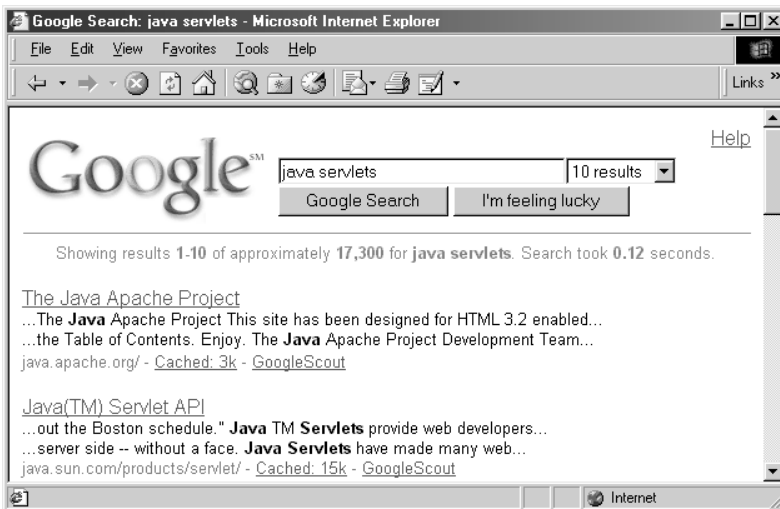 Google Search: java servlets - Microsoft Internet Explorer
File Edit View Favorites Tools Help
Links »
Help
Google SM
java servlets 10 results
Google Search I'm feeling lucky
Showing results 1-10 of approximately 17,300 for java servlets. Search took 0.12 seconds.
The Java Apache Project
...The Java Apache Project This site has been designed for HTML 3.2 enabled...
...the Table of Contents. Enjoy. The Java Apache Project Development Team...
java.apache.org/ - Cached: 3k - GoogleScout
Java(TM) Servlet API
...out the Boston schedule." Java TM Servlets provide web developers...
...server side -- without a face. Java Servlets have made many web...
java.sun.com/products/servlet/ - Cached: 15k - GoogleScout
Internet